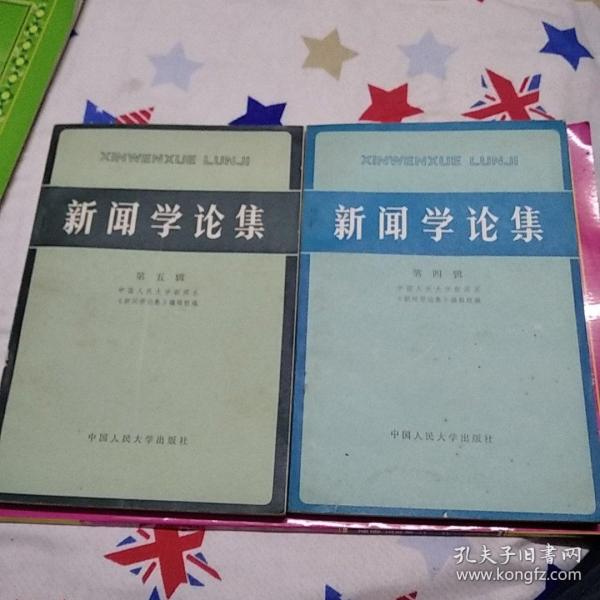 XINWENXUE LUNJI
新闻学论集
第五辑
中国人民大学新闻系
《新闻学论集》编辑组编
中国人民大学出版社
XINWENXUE LUNJI
新闻学论集
第四辑
中国人民大学新闻系
《新闻学论集》编辑组编
中国人民大学出版社
孔夫子旧书网
www.kongfz.com